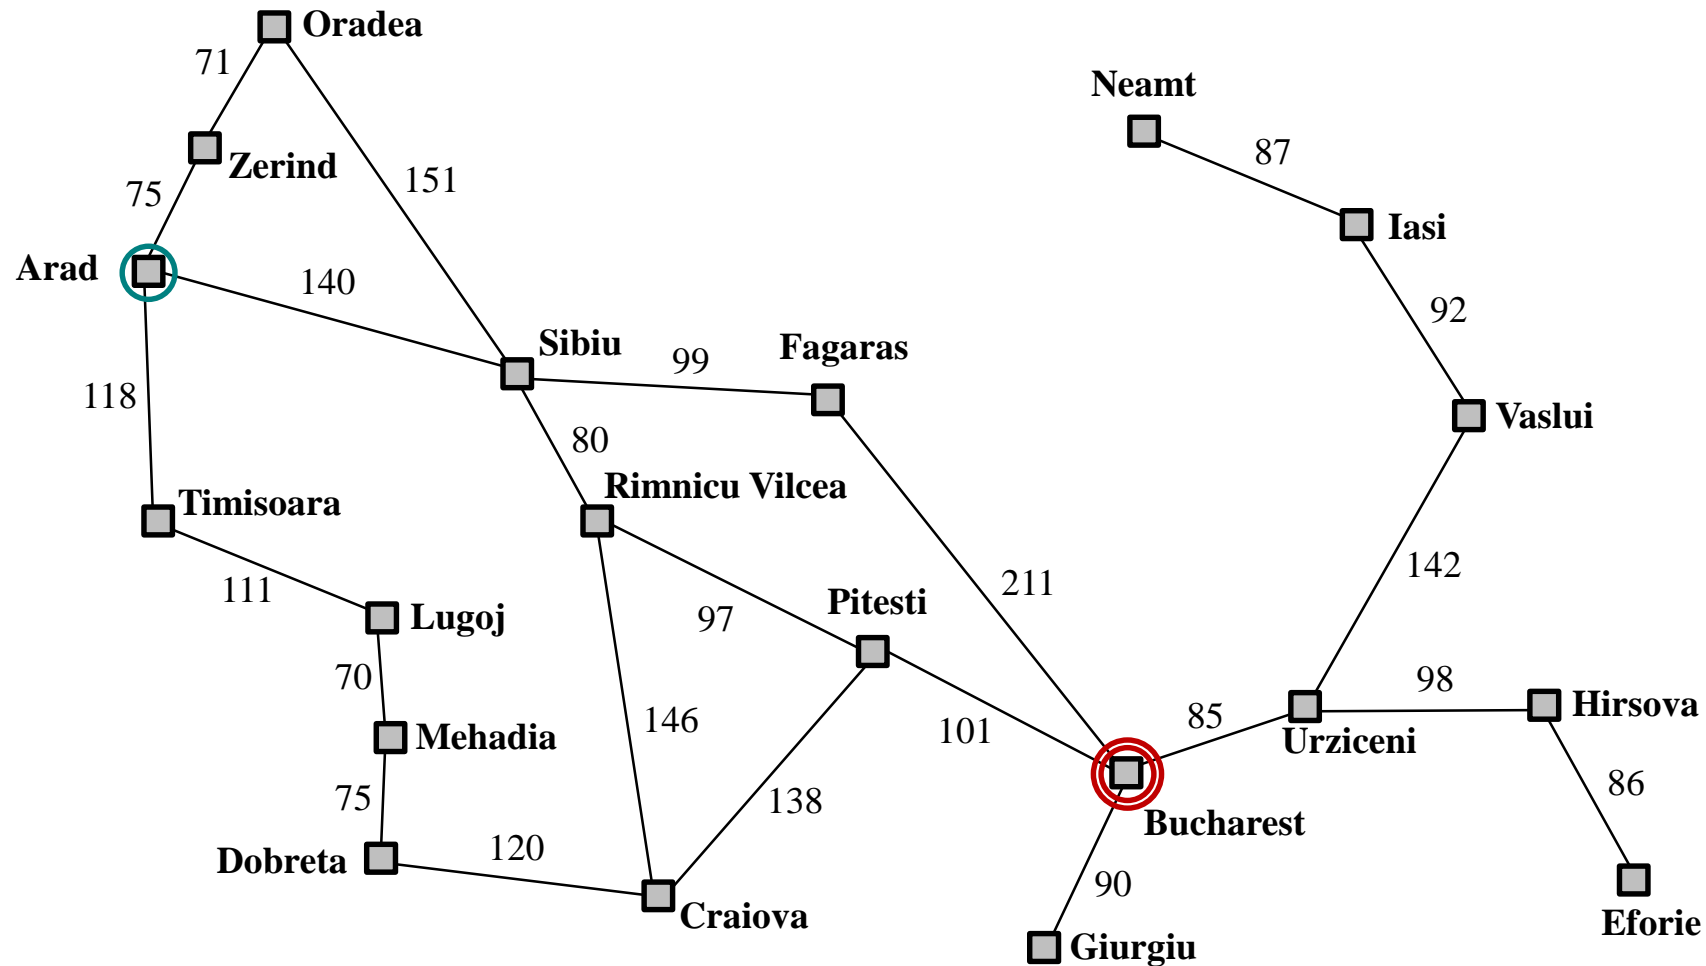 Oradea
71
Neamt
87
Zerind
151
75
Iasi
Arad
140
92
Sibiu
Fagaras
99
118
Vaslui
80
Rimnicu Vilcea
Timisoara
142
211
111
Pitesti
97
Lugoj
70
98
Hirsova
146
85
101
Mehadia
Urziceni
86
75
138
Bucharest
120
Dobreta
90
Craiova
Eforie
Giurgiu